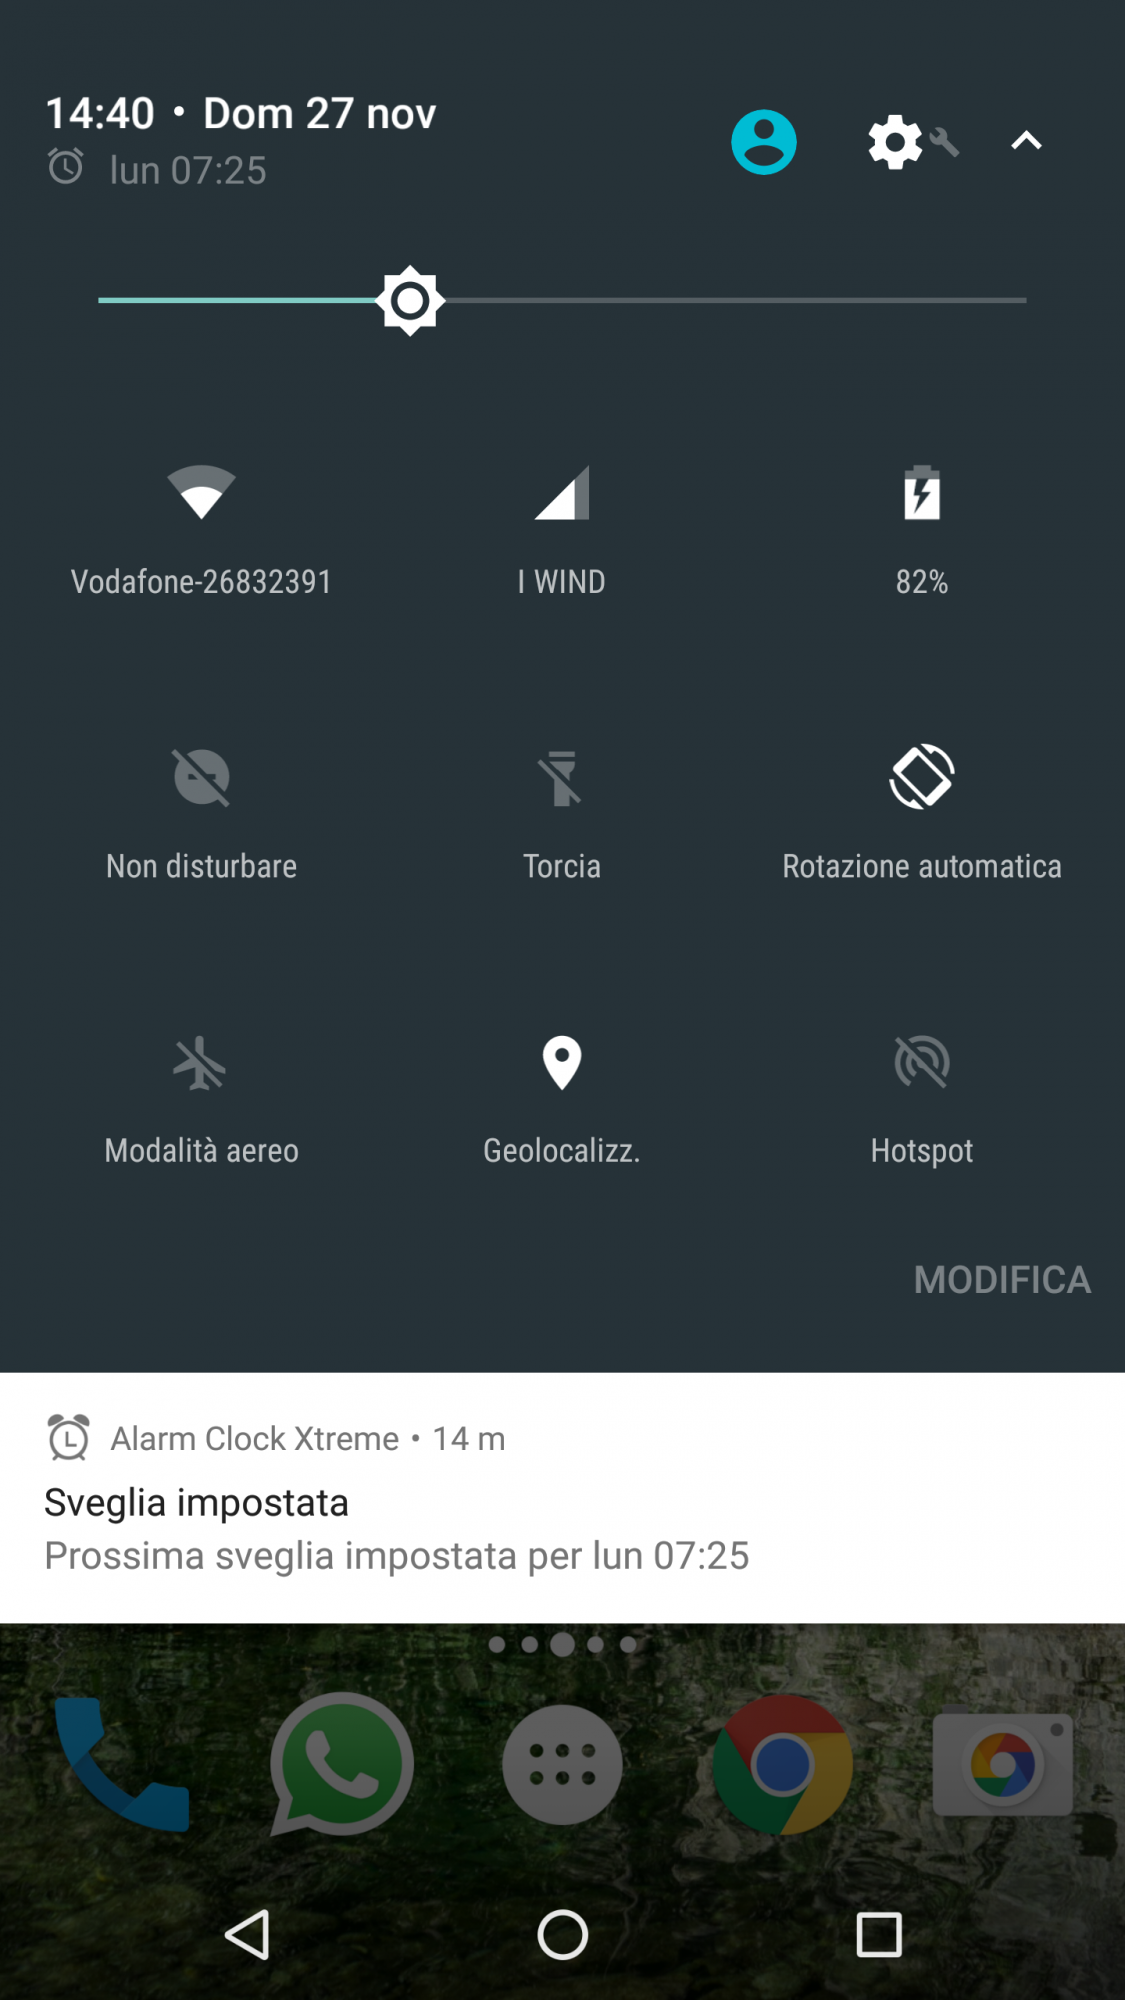 14:40 • Dom 27 nov
lun 07:25
Vodafone-26832391
I WIND
82%
Non disturbare
Torcia
Rotazione automatica
Modalità aereo
Geolocalizz.
Hotspot
MODIFICA
Alarm Clock Xtreme • 14 m
Sveglia impostata
Prossima sveglia impostata per lun 07:25